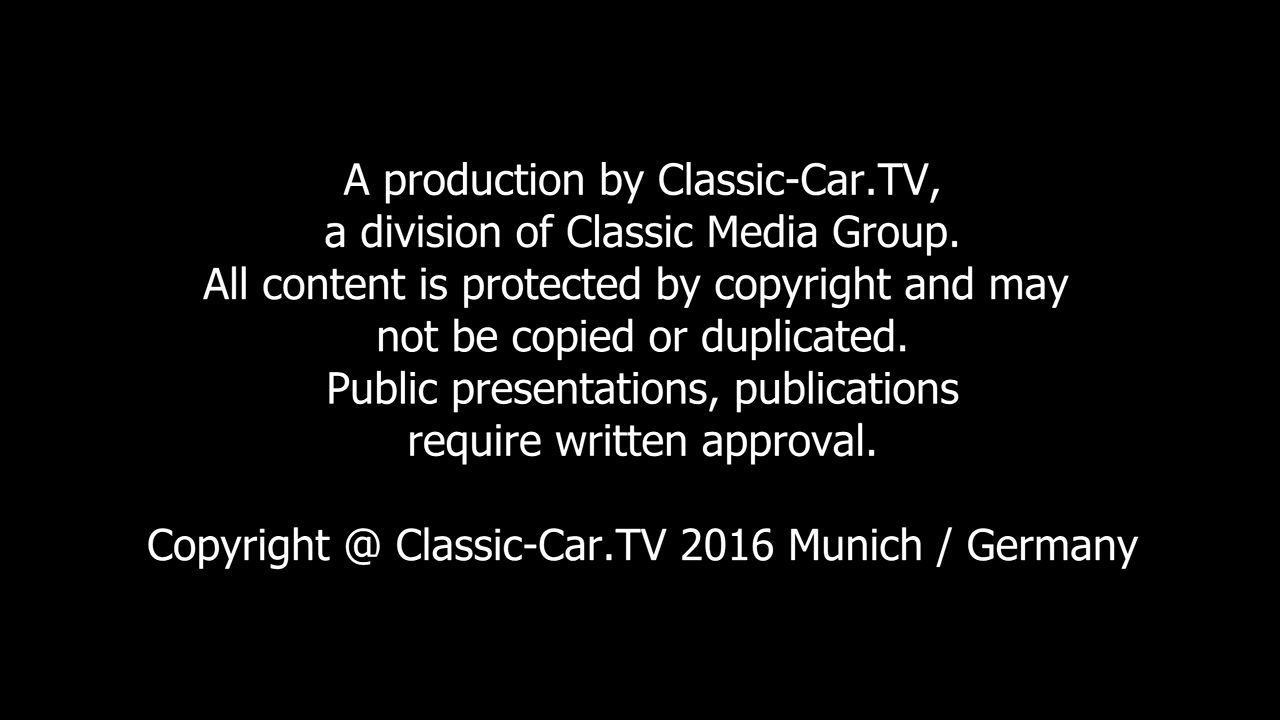 A production by Classic-Car.TV,
a division of Classic Media Group.
All content is protected by copyright and may
not be copied or duplicated.
Public presentations, publications
require written approval.
Copyright @ Classic-Car.TV 2016 Munich / Germany